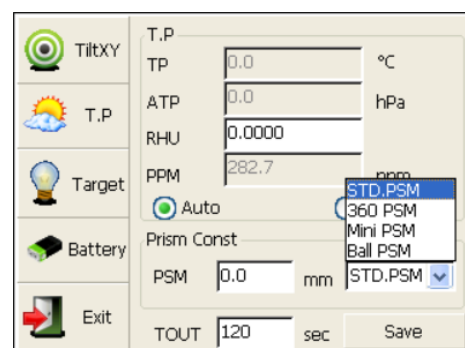 TiltXY
T.P
Target
Battery
Exit
T.P
TP 0.0 °C
ATP 0.0 hPa
RHU 0.0000
PPM 282.7 ppm
Auto
STD.PSM
360 PSM
Mini PSM
Ball PSM
Prism Const
PSM 0.0 mm STD.PSM
TOUT 120 sec Save